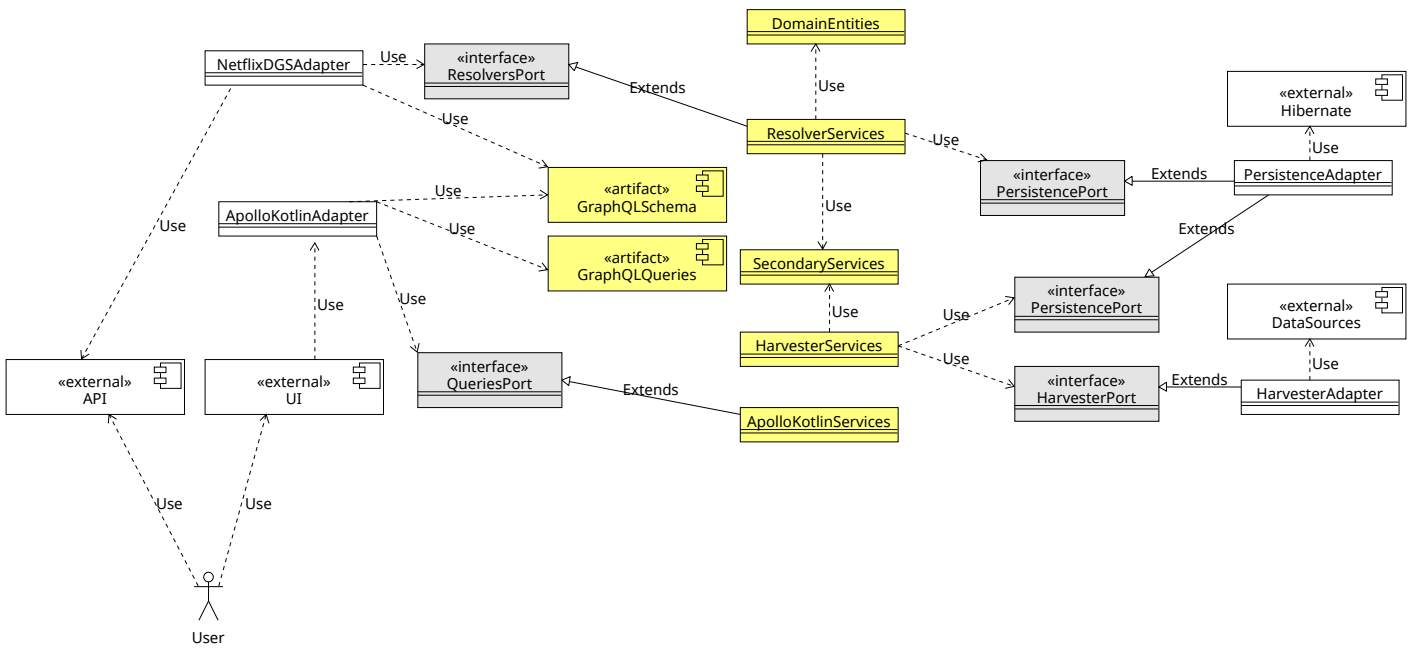 DomainEntities
NetflixDGSAdapter
Use
«interface»
ResolversPort
Extends
Use
«external»
Hibernate
Use
ResolverServices
Use
Use
«interface»
PersistencePort
Extends
PersistenceAdapter
«artifact»
GraphQLSchema
Use
Use
ApolloKotlinAdapter
Use
Use
Extends
«artifact»
GraphQLQueries
SecondaryServices
Use
Use
Use
«interface»
PersistencePort
«external»
DataSources
Use
Use
HarvesterServices
Use
Use
«interface»
QueriesPort
Extends
«external»
API
«external»
UI
«interface»
HarvesterPort
Extends
HarvesterAdapter
ApolloKotlinServices
Use
Use
User